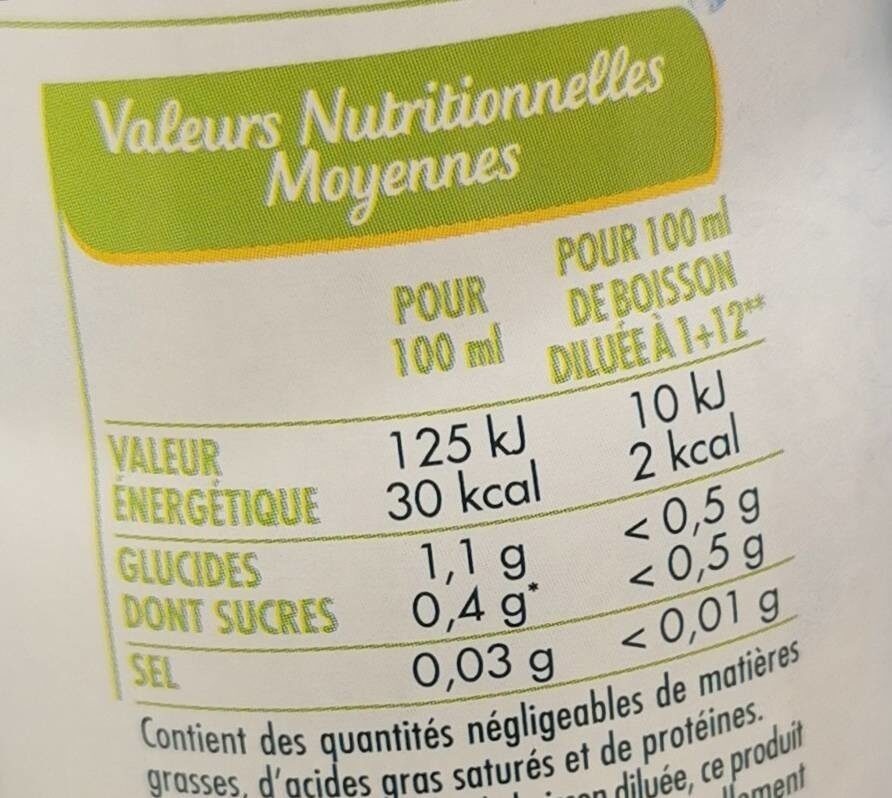 Valeurs Nutritionnelles
Moyennes
POUR
100 ml
POUR 100 ml
DE BOISSON
DILUÉE À 1+12**
VALEUR
ÉNERGÉTIQUE
125 kJ
30 kcal
10 kJ
2 kcal
GLUCIDES
DONT SUCRES
1,1 g
0,4 g*
< 0,5 g
< 0,5 g
SEL
0,03 g
< 0,01 g
Contient des quantités négligeables de matières
grasses, d'acides gras saturés et de protéines.
diluée, ce produit